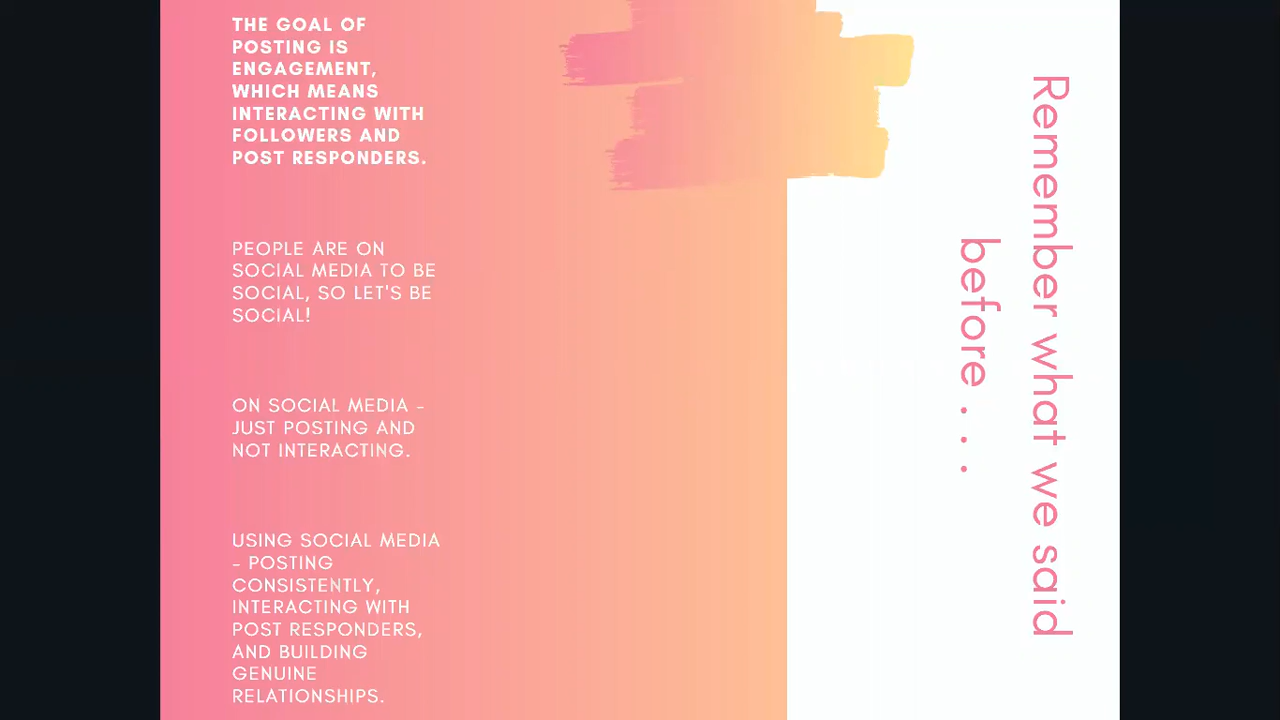 THE GOAL OF
POSTING IS
ENGAGEMENT,
WHICH MEANS
INTERACTING WITH
FOLLOWERS AND
POST RESPONDERS.
PEOPLE ARE ON
SOCIAL MEDIA TO BE
SOCIAL, SO LET'S BE
SOCIAL!
ON SOCIAL MEDIA -
JUST POSTING AND
NOT INTERACTING.
USING SOCIAL MEDIA
- POSTING
CONSISTENTLY,
INTERACTING WITH
POST RESPONDERS,
AND BUILDING
GENUINE
RELATIONSHIPS.
Remember what we said
before . . .